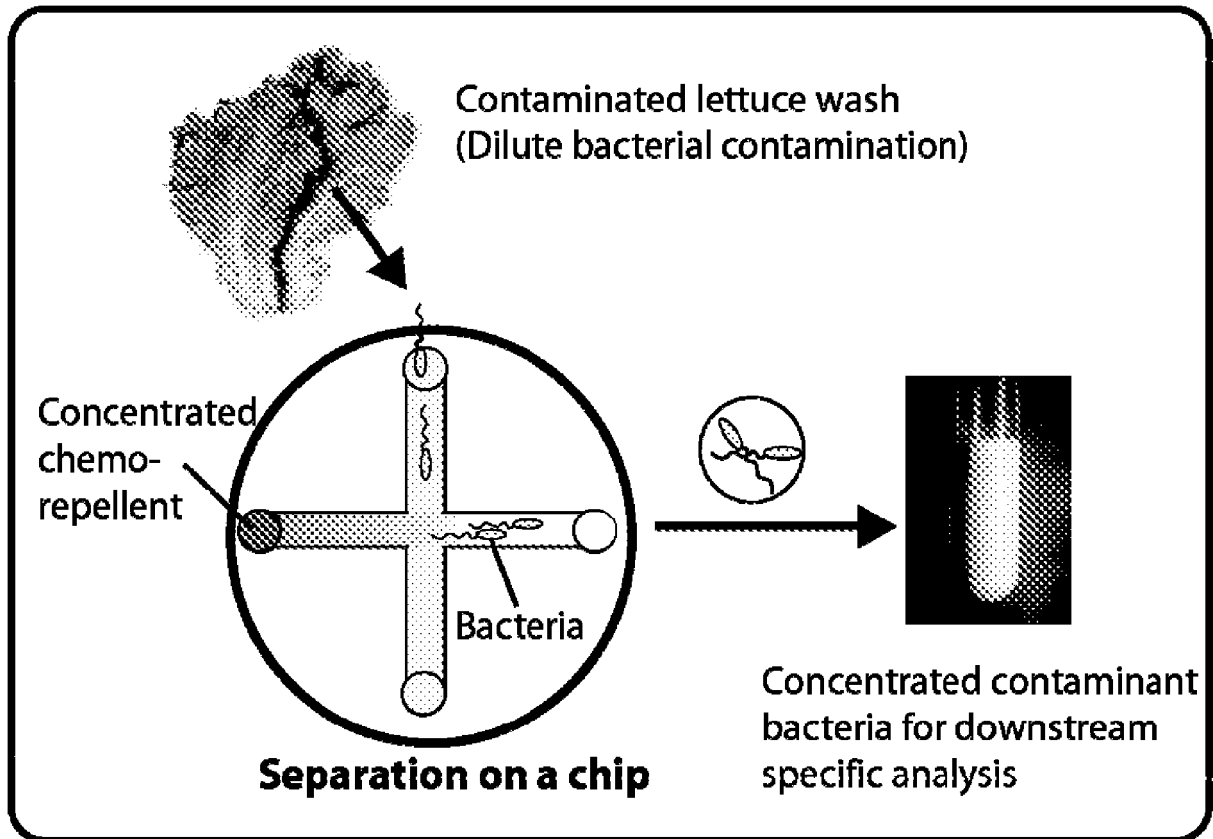 Contaminated lettuce wash
(Dilute bacterial contamination)
Concentrated
chemo-
repellent
Bacteria
Separation on a chip
Concentrated contaminant
bacteria for downstream
specific analysis